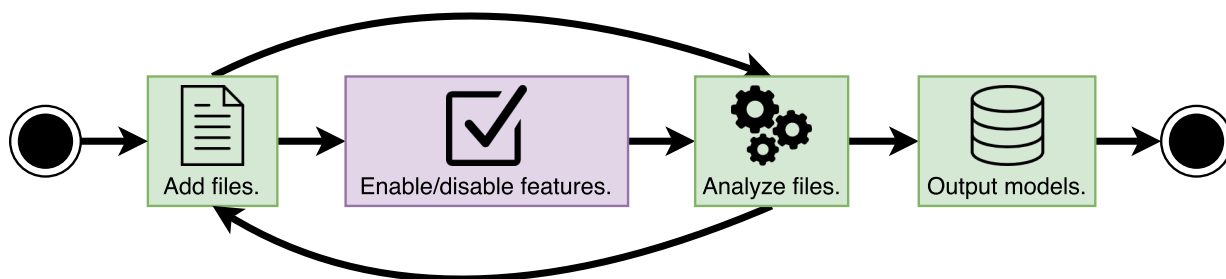 Add files.
Enable/disable features.
Analyze files.
Output models.